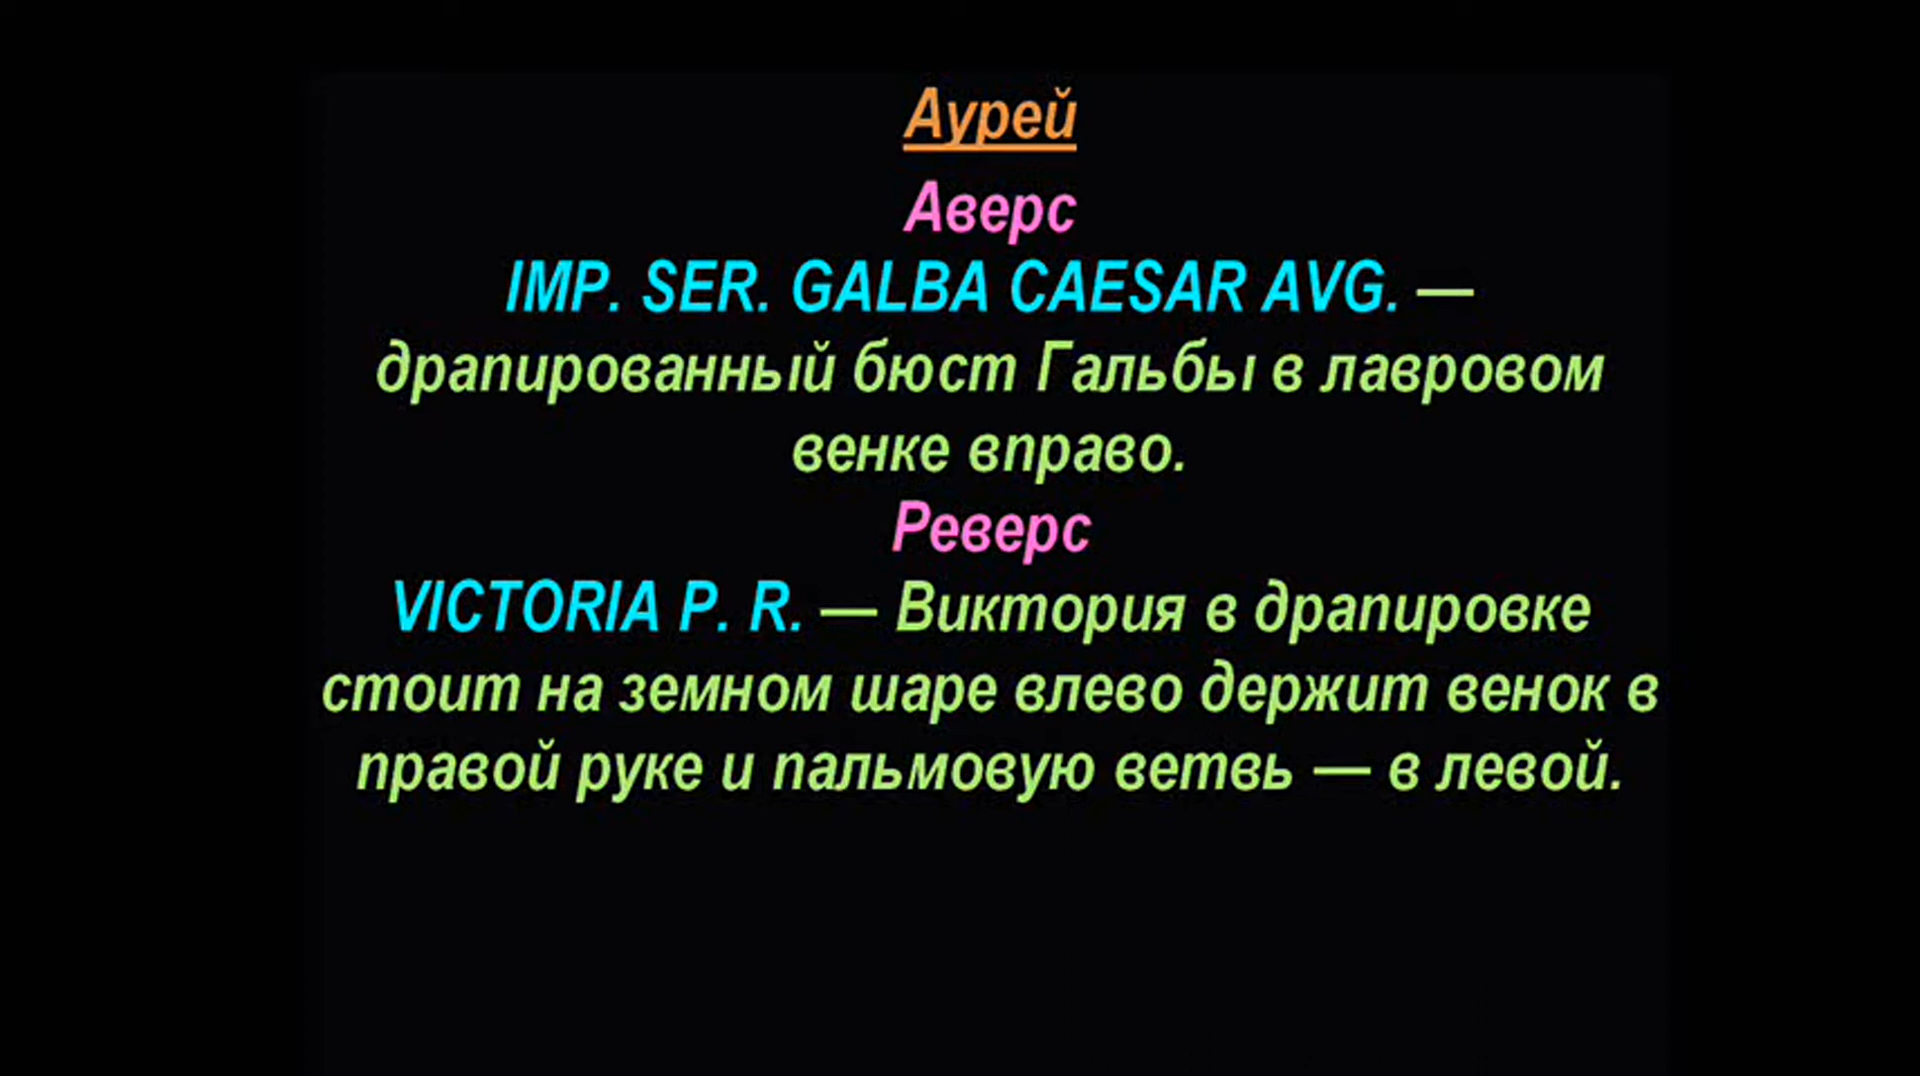 Аурей
Аверс
IMP. SER. GALBA CAESAR AVG. —
драпированный бюст Гальбы в лавровом
венке вправо.
Реверс
VICTORIA P. R. — Виктория в драпировке
стоит на земном шаре влево держит венок в
правой руке и пальмовую ветвь — в левой.